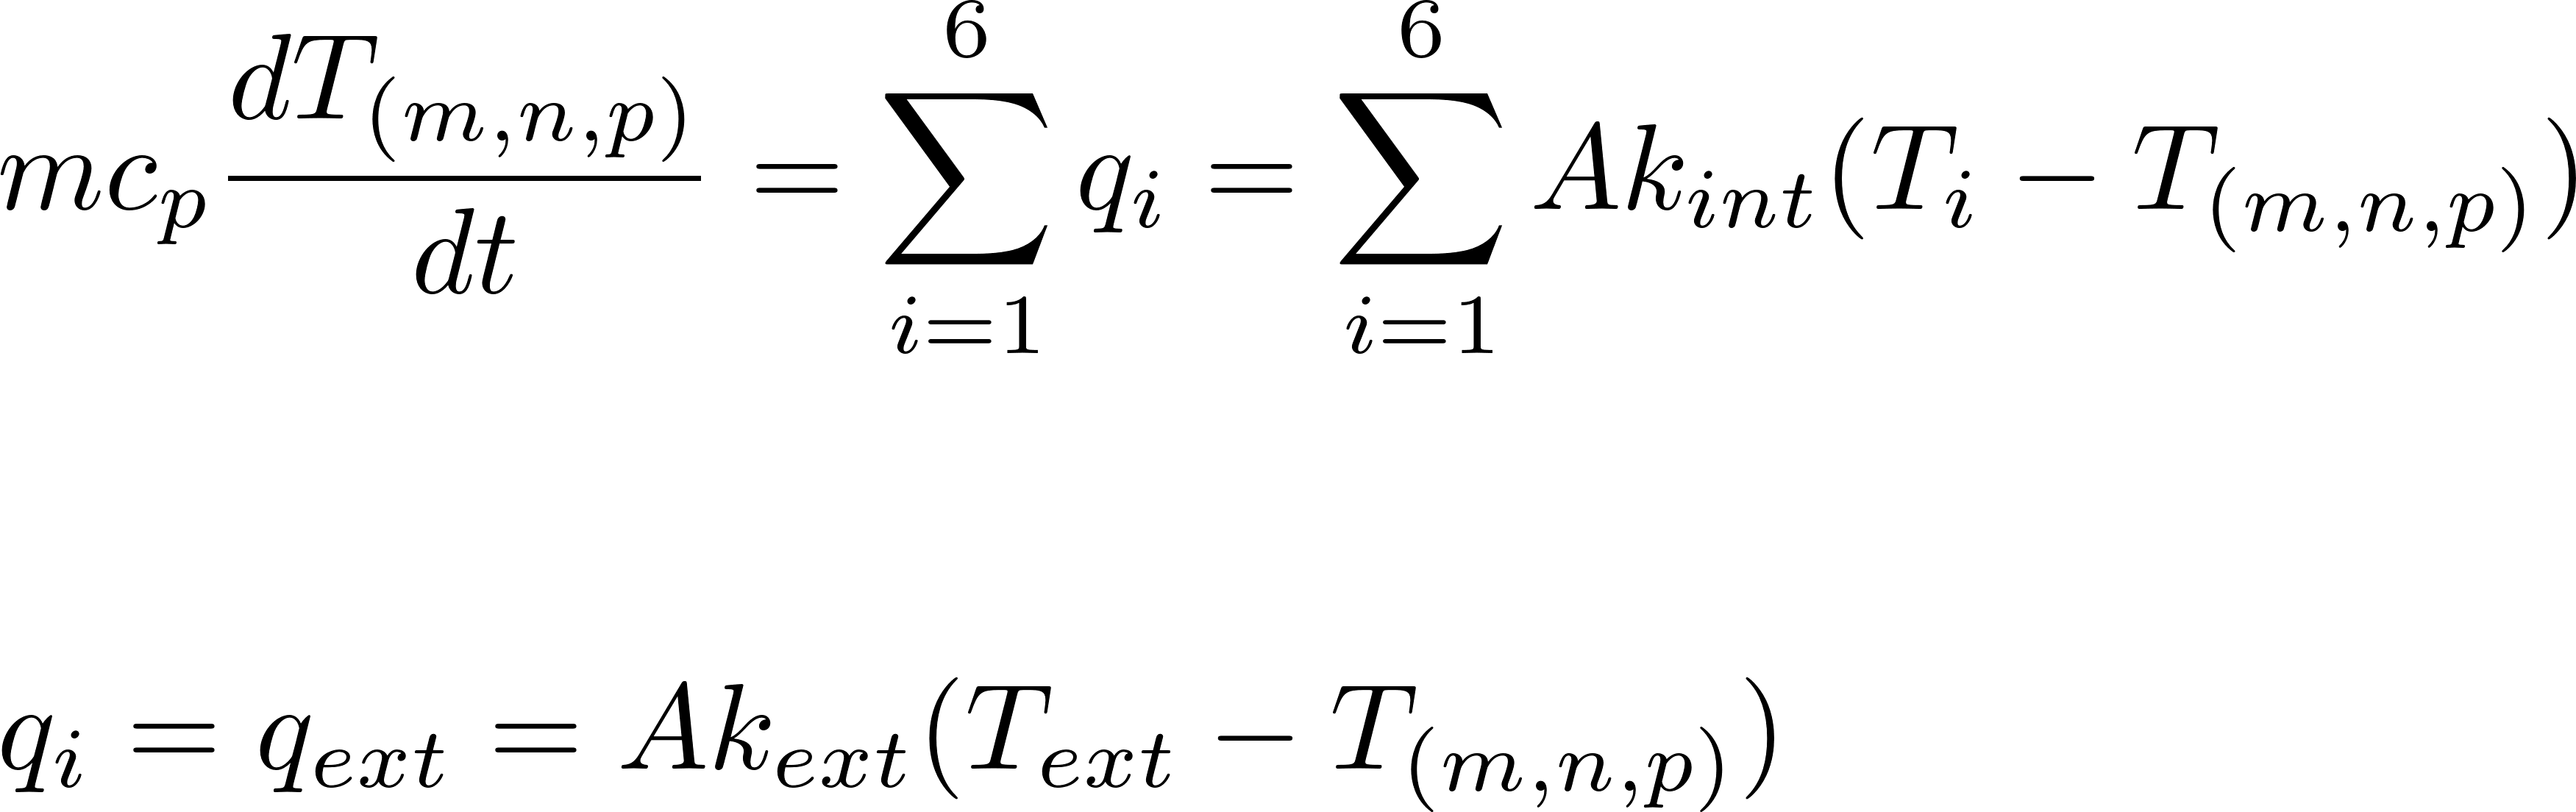 mc_p \frac{dT_{(m,n,p)}}{dt} = \sum_{i=1}^{6} q_i = \sum_{i=1}^{6} Ak_{int}(T_i - T_{(m,n,p)})
q_i = q_{ext} = Ak_{ext}(T_{ext} - T_{(m,n,p)})